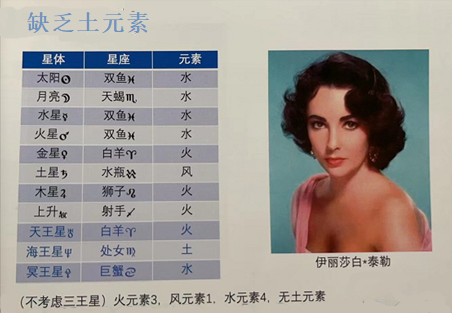 缺乏土元素
星体 星座 元素
太阳☉ 双鱼♓ 水
月亮☽ 天蝎♏ 水
水星☿ 双鱼♓ 水
火星♂ 双鱼♓ 水
金星♀ 白羊♈ 火
土星♄ 水瓶♒ 风
木星♃ 狮子♌ 火
上升 射手♐ 火
天王星♅ 白羊♈ 火
海王星♆ 处女♍ 土
冥王星♇ 巨蟹♋ 水
伊丽莎白*泰勒
(不考虑三王星) 火元素3，风元素1，水元素4，无土元素